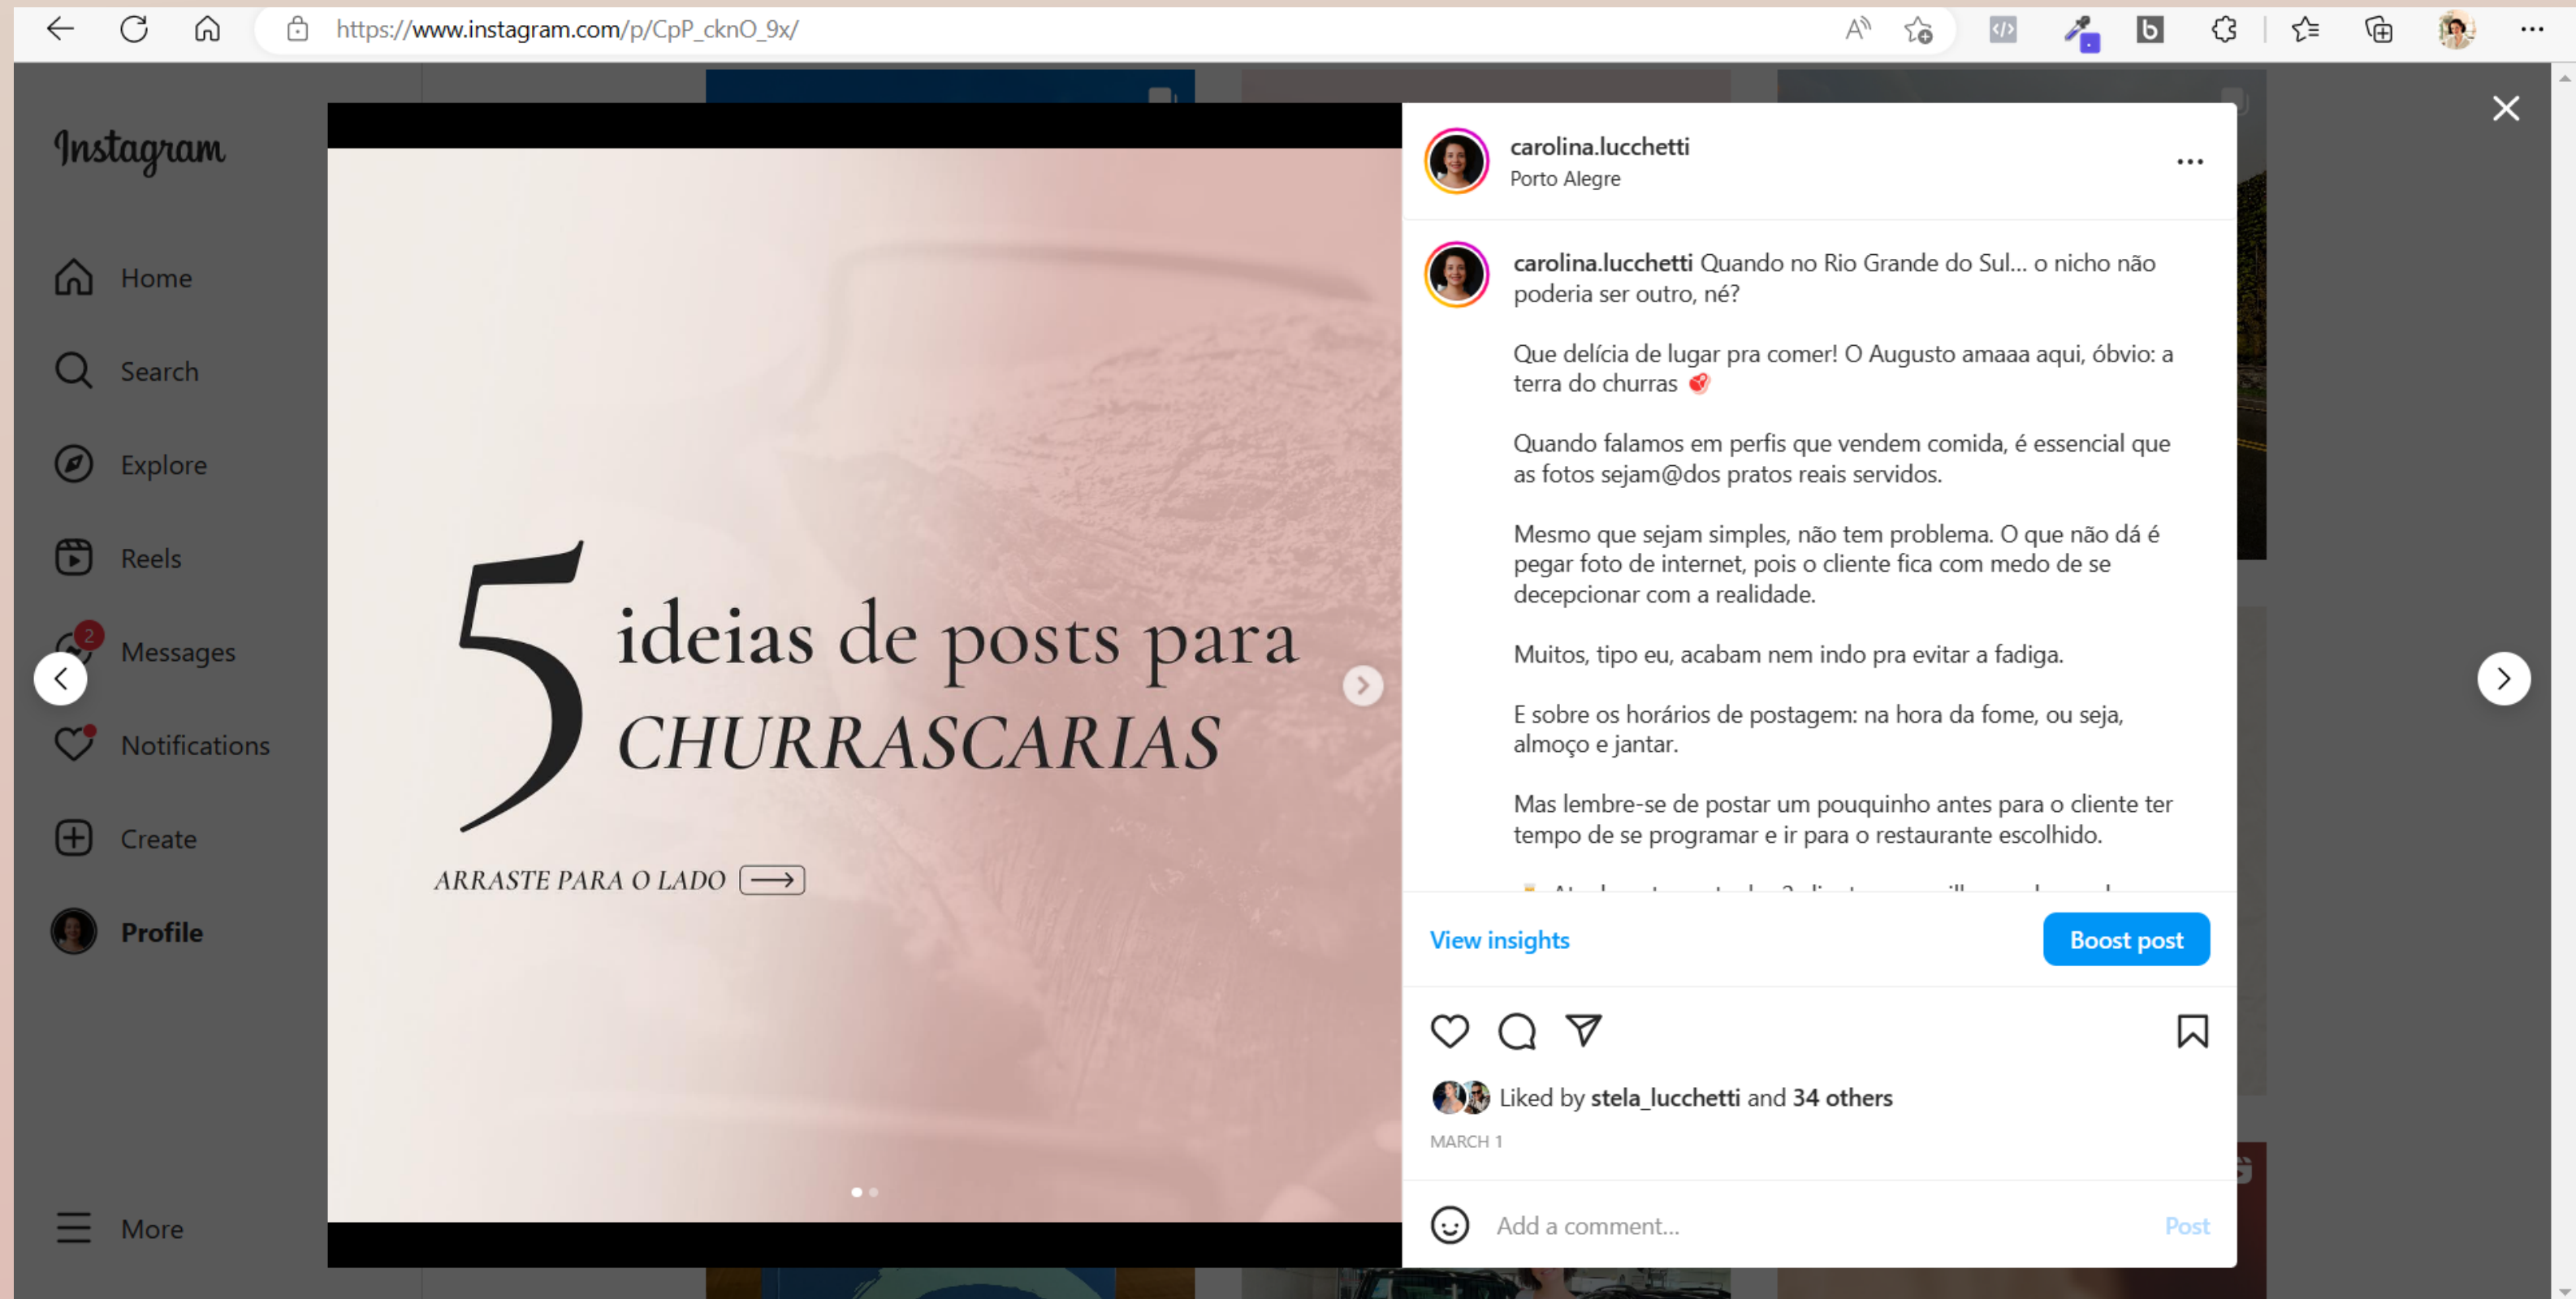 https://www.instagram.com/p/CpP_cknO_9x/
Instagram
Home
Search
Explore
Reels
2
Messages
Notifications
Create
Profile
More
5 ideias de posts para
CHURRASCARIAS
ARRASTE PARA O LADO
carolina.lucchetti
Porto Alegre
carolina.lucchetti Quando no Rio Grande do Sul... o nicho não
poderia ser outro, né?
Que delícia de lugar pra comer! O Augusto amaaa aqui, óbvio: a
terra do churras 🥩
Quando falamos em perfis que vendem comida, é essencial que
as fotos sejam@dos pratos reais servidos.
Mesmo que sejam simples, não tem problema. O que não dá é
pegar foto de internet, pois o cliente fica com medo de se
decepcionar com a realidade.
Muitos, tipo eu, acabam nem indo pra evitar a fadiga.
E sobre os horários de postagem: na hora da fome, ou seja,
almoço e jantar.
Mas lembre-se de postar um pouquinho antes para o cliente ter
tempo de se programar e ir para o restaurante escolhido.
View insights
Boost post
Liked by stela_lucchetti and 34 others
MARCH 1
Add a comment...
Post